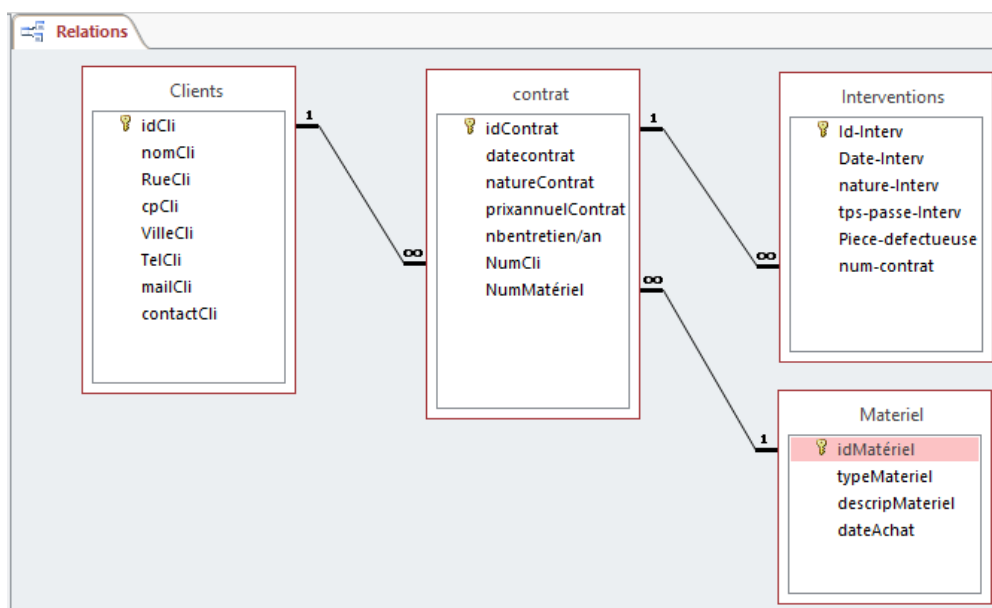 Relations
Clients
idCli
nomCli
RueCli
cpCli
VilleCli
TelCli
mailCli
contactCli
1
∞
contrat
idContrat
datecontrat
natureContrat
prixannuelContrat
nbentretien/an
NumCli
NumMatériel
1
∞
∞
1
Interventions
Id-Interv
Date-Interv
nature-Interv
tps-passe-Interv
Piece-defectueuse
num-contrat
Materiel
idMatériel
typeMateriel
descripMateriel
dateAchat